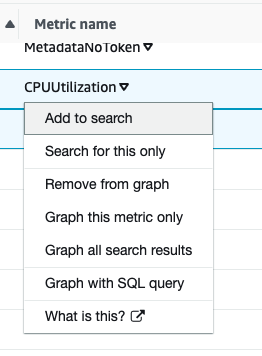 Metric name
MetadataNoToken
CPUUtilization
Add to search
Search for this only
Remove from graph
Graph this metric only
Graph all search results
Graph with SQL query
What is this?